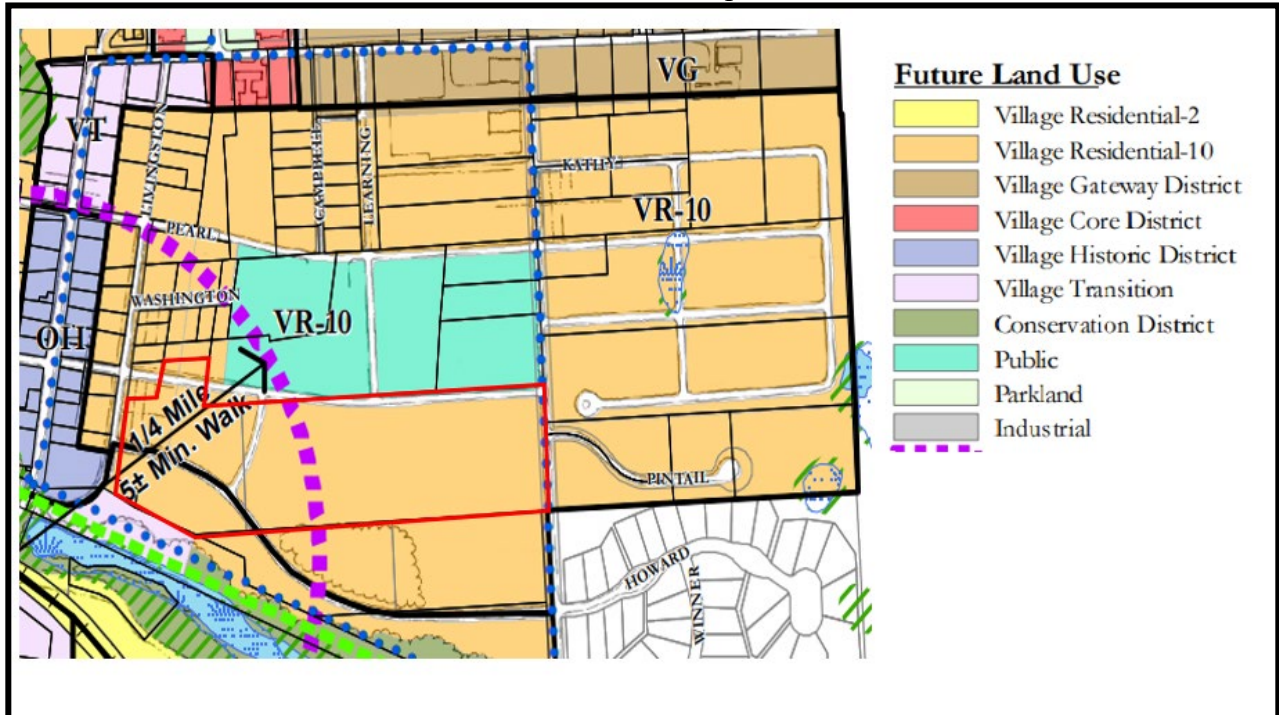 VG
VT
LIVINGSTON
CAMPBELL
LEARNING
KATHY
VR-10
PEARL
WASHINGTON
VR-10
OH
1/4 Mile
5± Min. Walk
PINTAIL
HOWARD
WINNER
Future Land Use
Village Residential-2
Village Residential-10
Village Gateway District
Village Core District
Village Historic District
Village Transition
Conservation District
Public
Parkland
Industrial